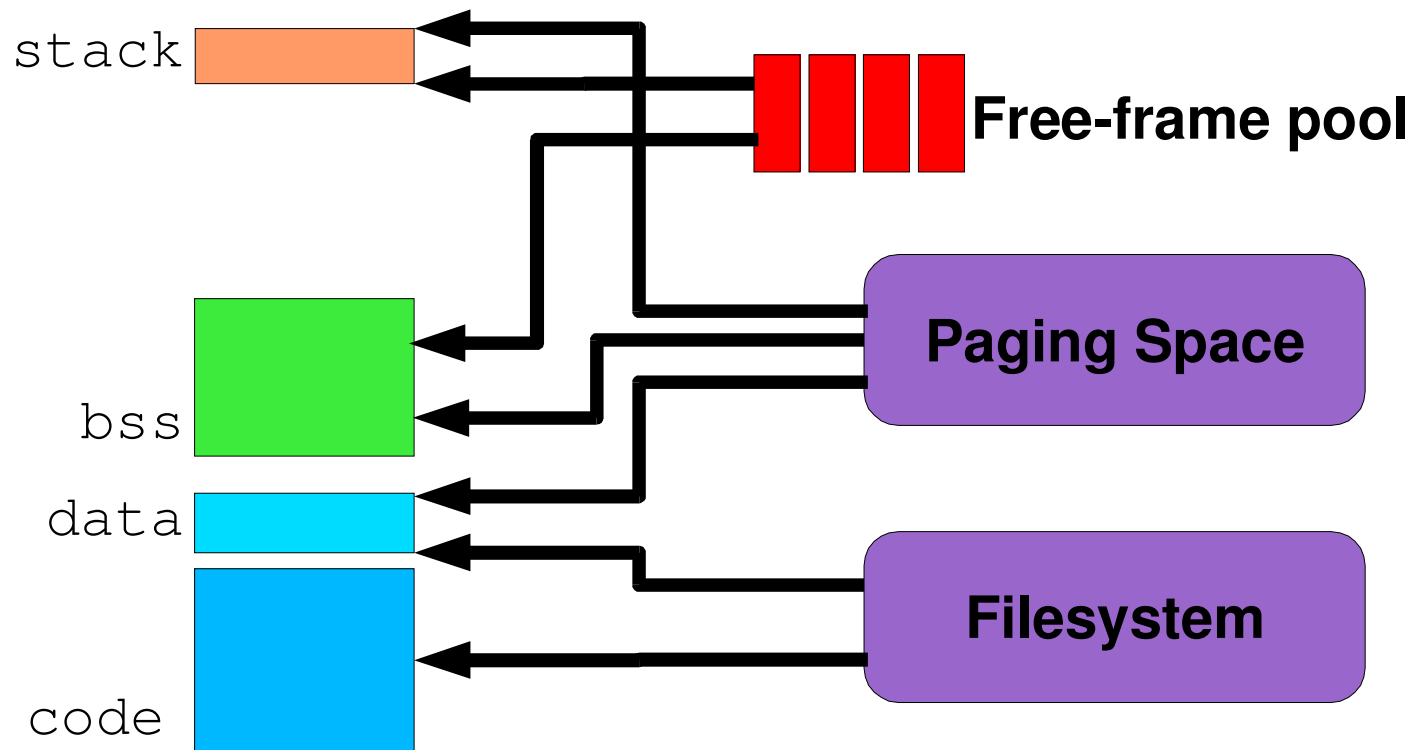 stack
Free-frame pool
Paging Space
bss
data
Filesystem
code